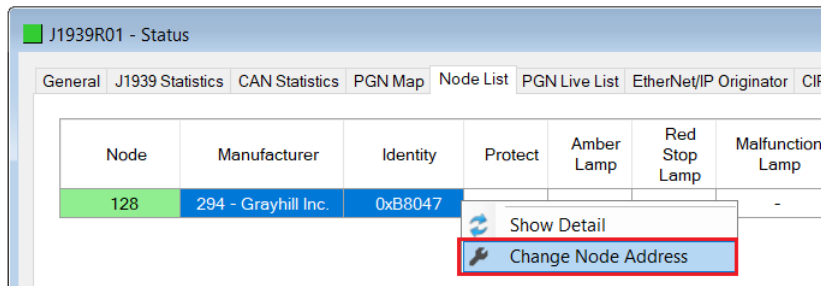 J1939R01 - Status
General J1939 Statistics CAN Statistics PGN Map Node List PGN Live List EtherNet/IP Originator CIP
Node Manufacturer Identity Protect Amber Lamp Red Stop Lamp Malfunction Lamp
128 294 - Grayhill Inc. 0xB8047 -
Show Detail
Change Node Address